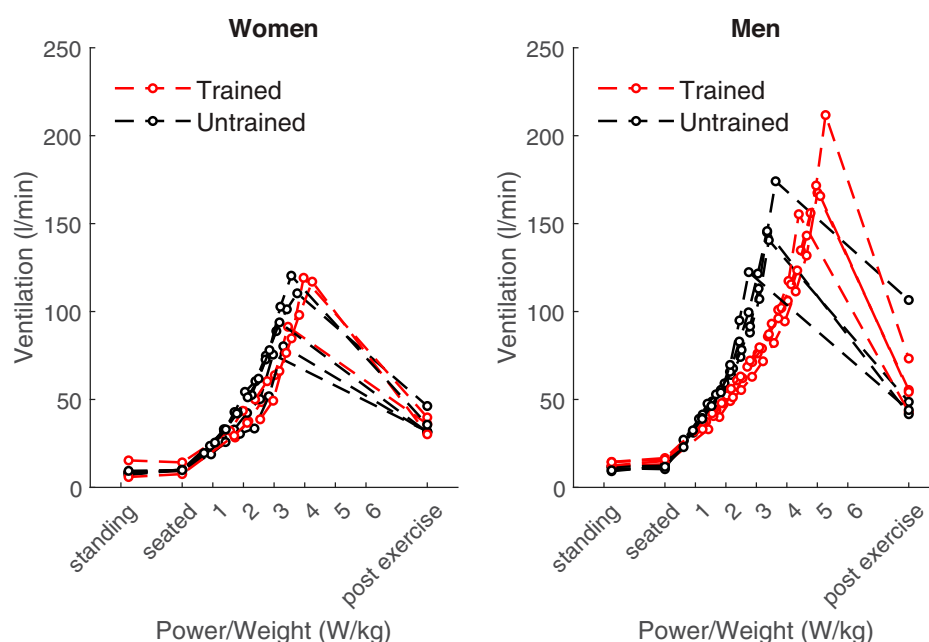 Women
250
200
150
100
50
0
Ventilation (l/min)
Trained
Untrained
standing
seated
1
2
3
4
5
6
post exercise
Power/Weight (W/kg)
Men
250
200
150
100
50
0
Ventilation (l/min)
Trained
Untrained
standing
seated
1
2
3
4
5
6
post exercise
Power/Weight (W/kg)